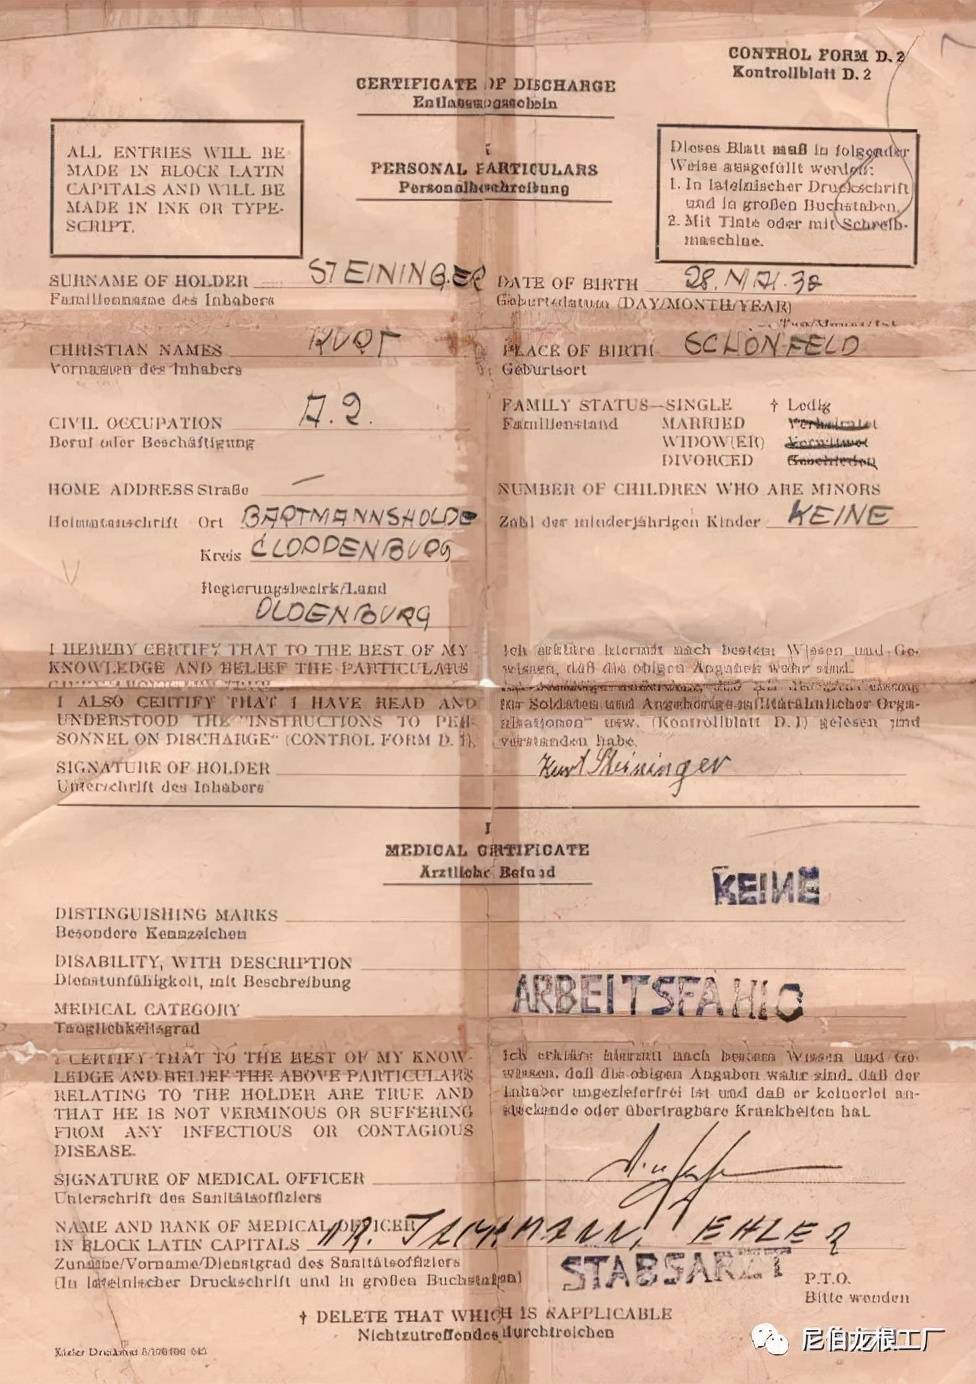 CONTROL FORM D. 2
Kontrollblatt D. 2
CERTIFICATE OF DISCHARGE
Entlassungsschein
ALL ENTRIES WILL BE
MADE IN BLOCK LATIN
CAPITALS AND WILL BE
MADE IN INK OR TYPE-
SCRIPT.
I
PERSONAL PARTICULARS
Personalbeschreibung
Dieses Blatt muß in folgender
Weise ausgefüllt werden:
1. In lateinischer Druckschrift
und in großen Buchstaben.
2. Mit Tinte oder mit Schreib-
maschine.
SURNAME OF HOLDER STEININGER
Familienname des Inhabers
DATE OF BIRTH 28.
Geburtsdatum (DAY/MONTH/YEAR)
CHRISTIAN NAMES KURT
Vornamen des Inhabers
PLACE OF BIRTH SCHÖNFELD
Geburtsort
CIVIL OCCUPATION
Beruf oder Beschäftigung
FAMILY STATUS—SINGLE † Ledig
Familienstand MARRIED Verheiratet
WIDOW(ER) Verwitwet
DIVORCED Geschieden
HOME ADDRESS Straße —
Heimatanschrift Ort BARTMANNSHOLDE
Kreis CLOPPENBURG
Regierungsbezirk/Land
OLDENBURG
NUMBER OF CHILDREN WHO ARE MINORS
Zahl der minderjährigen Kinder KEINE
I HEREBY CERTIFY THAT TO THE BEST OF MY
KNOWLEDGE AND BELIEF THE PARTICULARS
I ALSO CERTIFY THAT I HAVE READ AND
UNDERSTOOD THE "INSTRUCTIONS TO PER-
SONNEL ON DISCHARGE" (CONTROL FORM D. 1).
SIGNATURE OF HOLDER
Unterschrift des Inhabers
Ich erkläre hiermit nach bestem Wissen und Ge-
wissen, daß die obigen Angaben wahr sind.
für Soldaten und Angehörige militärähnlicher Orga-
nisationen" usw. (Kontrollblatt D. 1) gelesen und
verstanden habe.
Kurt Steininger
I
MEDICAL CERTIFICATE
Ärztlicher Befund
DISTINGUISHING MARKS KEINE
Besondere Kennzeichen
DISABILITY, WITH DESCRIPTION
Dienstunfähigkeit, mit Beschreibung
MEDICAL CATEGORY ARBEITSFÄHIG
Tauglichkeitsgrad
I CERTIFY THAT TO THE BEST OF MY KNOW-
LEDGE AND BELIEF THE ABOVE PARTICULARS
RELATING TO THE HOLDER ARE TRUE AND
THAT HE IS NOT VERMINOUS OR SUFFERING
FROM ANY INFECTIOUS OR CONTAGIOUS
DISEASE.
Ich erkläre hiermit nach bestem Wissen und Ge-
wissen, daß die obigen Angaben wahr sind, daß der
Inhaber ungezieferfrei ist und daß er keinerlei an-
steckende oder übertragbare Krankheiten hat.
SIGNATURE OF MEDICAL OFFICER
Unterschrift des Sanitätsoffiziers
NAME AND RANK OF MEDICAL OFFICER
IN BLOCK LATIN CAPITALS
Zuname/Vorname/Dienstgrad des Sanitätsoffiziers
(In lateinischer Druckschrift und in großen Buchstaben)
STABSARZT
P.T.O.
Bitte wenden
† DELETE THAT WHICH IS NAPPLICABLE
Nichtzutreffendes durchstreichen
尼伯龙根工厂